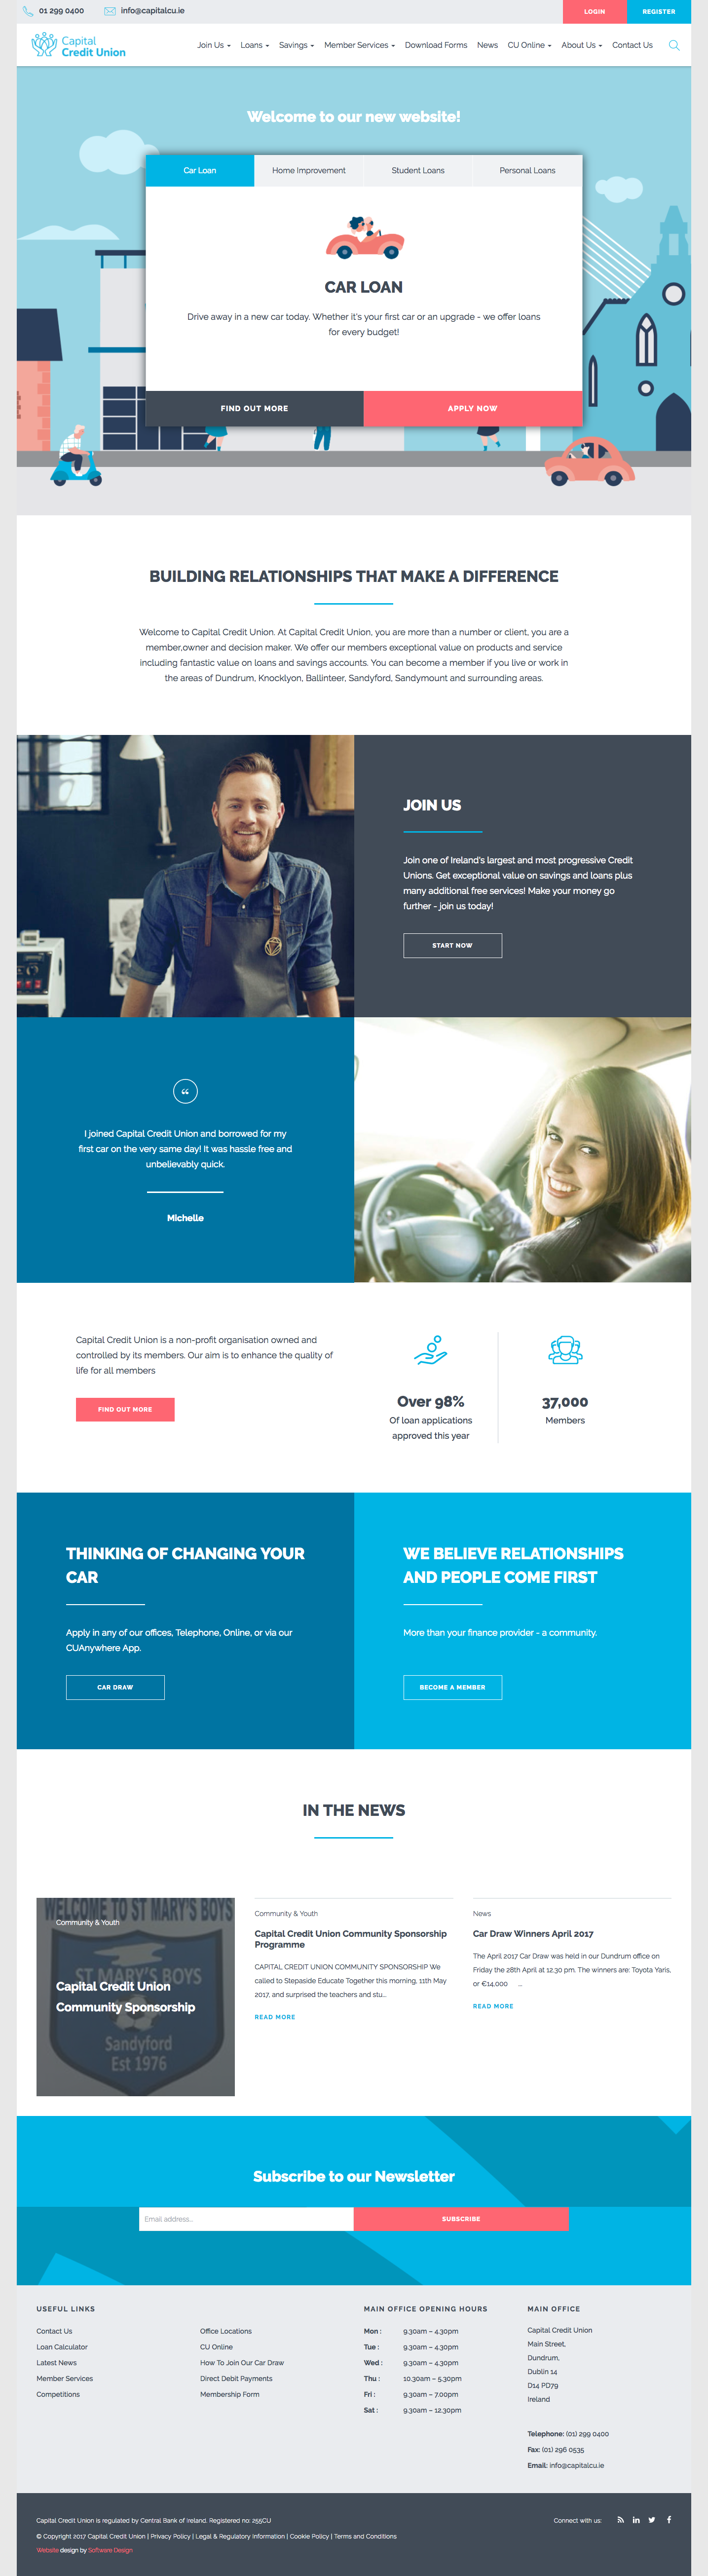 01 299 0400
info@capitalcu.ie
LOGIN
REGISTER
Capital
Credit Union
Join Us
Loans
Savings
Member Services
Download Forms
News
CU Online
About Us
Contact Us
Welcome to our new website!
Car Loan
Home Improvement
Student Loans
Personal Loans
CAR LOAN
Drive away in a new car today. Whether it's your first car or an upgrade - we offer loans
for every budget!
FIND OUT MORE
APPLY NOW
BUILDING RELATIONSHIPS THAT MAKE A DIFFERENCE
Welcome to Capital Credit Union. At Capital Credit Union, you are more than a number or client, you are a
member,owner and decision maker. We offer our members exceptional value on products and service
including fantastic value on loans and savings accounts. You can become a member if you live or work in
the areas of Dundrum, Knocklyon, Ballinteer, Sandyford, Sandymount and surrounding areas.
JOIN US
Join one of Ireland's largest and most progressive Credit
Unions. Get exceptional value on savings and loans plus
many additional free services! Make your money go
further - join us today!
START NOW
“
I joined Capital Credit Union and borrowed for my
first car on the very same day! It was hassle free and
unbelievably quick.
Michelle
Capital Credit Union is a non-profit organisation owned and
controlled by its members. Our aim is to enhance the quality of
life for all members
FIND OUT MORE
Over 98%
Of loan applications
approved this year
37,000
Members
THINKING OF CHANGING YOUR
CAR
Apply in any of our offices, Telephone, Online, or via our
CUAnywhere App.
CAR DRAW
WE BELIEVE RELATIONSHIPS
AND PEOPLE COME FIRST
More than your finance provider - a community.
BECOME A MEMBER
IN THE NEWS
WELCOME TO ST MARY'S BOYS
Community & Youth
ST MARY'S BOYS
Capital Credit Union
Community Sponsorship
Sandyford
Est 1976
Community & Youth
Capital Credit Union Community Sponsorship
Programme
CAPITAL CREDIT UNION COMMUNITY SPONSORSHIP We
called to Stepaside Educate Together this morning, 11th May
2017, and surprised the teachers and stu...
READ MORE
News
Car Draw Winners April 2017
The April 2017 Car Draw was held in our Dundrum office on
Friday the 28th April at 12.30 pm. The winners are: Toyota Yaris,
or €14,000 ...
READ MORE
Subscribe to our Newsletter
Email address...
SUBSCRIBE
USEFUL LINKS
Contact Us
Loan Calculator
Latest News
Member Services
Competitions
Office Locations
CU Online
How To Join Our Car Draw
Direct Debit Payments
Membership Form
MAIN OFFICE OPENING HOURS
Mon : 9.30am – 4.30pm
Tue : 9.30am – 4.30pm
Wed : 9.30am – 4.30pm
Thu : 10.30am – 5.30pm
Fri : 9.30am – 7.00pm
Sat : 9.30am – 12.30pm
MAIN OFFICE
Capital Credit Union
Main Street,
Dundrum,
Dublin 14
D14 PD79
Ireland
Telephone: (01) 299 0400
Fax: (01) 296 0535
Email: info@capitalcu.ie
Capital Credit Union is regulated by Central Bank of Ireland. Registered no: 255CU
Connect with us:
© Copyright 2017 Capital Credit Union | Privacy Policy | Legal & Regulatory Information | Cookie Policy | Terms and Conditions
Website design by Software Design